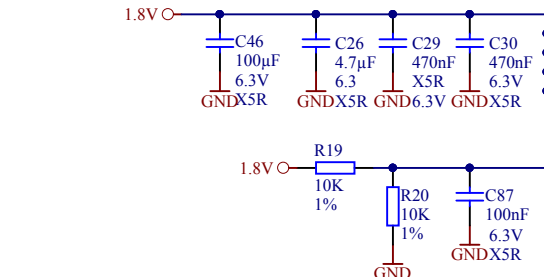 1.8V
C46
100µF
6.3V
X5R
GND
C26
4.7µF
6.3
X5R
GND
C29
470nF
X5R
6.3V
GND
C30
470nF
6.3V
X5R
GND
1.8V
R19
10K
1%
R20
10K
1%
GND
C87
100nF
6.3V
X5R
GND